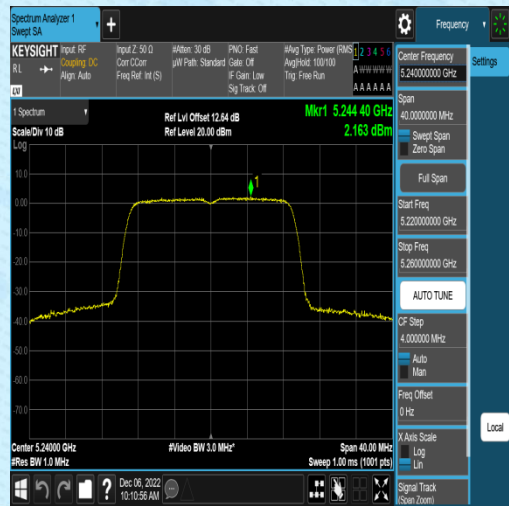 Spectrum Analyzer 1
Swept SA
Frequency
KEYSIGHT
RL
LXI
Input: RF
Coupling: DC
Align: Auto
Input Z: 50 Ω
Corr CCorr
Freq Ref: Int (S)
#Atten: 30 dB
µW Path: Standard
PNO: Fast
Gate: Off
IF Gain: Low
Sig Track: Off
#Avg Type: Power (RMS
Avg|Hold: 100/100
Trig: Free Run
1 2 3 4 5 6
A W W W W W
A A A A A A
1 Spectrum
Scale/Div 10 dB
Log
Ref Lvl Offset 12.64 dB
Ref Level 20.00 dBm
Mkr1 5.244 40 GHz
2.163 dBm
1
10.0
0.00
-10.0
-20.0
-30.0
-40.0
-50.0
-60.0
-70.0
Center 5.24000 GHz
#Res BW 1.0 MHz
#Video BW 3.0 MHz*
Span 40.00 MHz
Sweep 1.00 ms (1001 pts)
Dec 06, 2022
10:10:56 AM
Center Frequency
5.240000000 GHz
Settings
Span
40.0000000 MHz
Swept Span
Zero Span
Full Span
Start Freq
5.220000000 GHz
Stop Freq
5.260000000 GHz
AUTO TUNE
CF Step
4.000000 MHz
Auto
Man
Freq Offset
0 Hz
X Axis Scale
Log
Lin
Local
Signal Track
(Span Zoom)